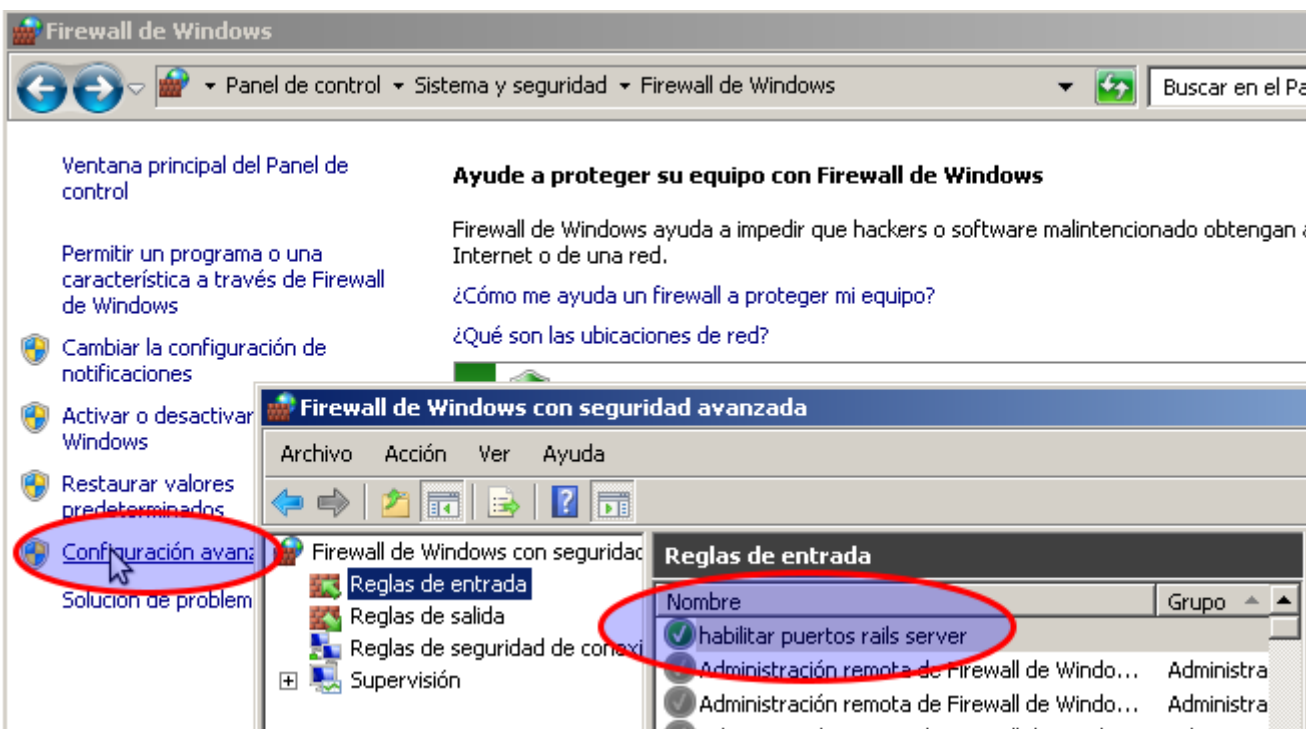 Firewall de Windows
Panel de control Sistema y seguridad Firewall de Windows
Buscar en el Pa
Ventana principal del Panel de
control
Permitir un programa o una
característica a través de Firewall
de Windows
Cambiar la configuración de
notificaciones
Activar o desactivar
Windows
Restaurar valores
predeterminados
Configuración avanz
Solución de problem
Ayude a proteger su equipo con Firewall de Windows
Firewall de Windows ayuda a impedir que hackers o software malintencionado obtengan a
Internet o de una red.
¿Cómo me ayuda un firewall a proteger mi equipo?
¿Qué son las ubicaciones de red?
Firewall de Windows con seguridad avanzada
Archivo Acción Ver Ayuda
Firewall de Windows con seguridad
Reglas de entrada
Reglas de salida
Reglas de seguridad de conexi
Supervisión
Reglas de entrada
Nombre Grupo
habilitar puertos rails server
Administración remota de Firewall de Windo... Administra
Administración remota de Firewall de Windo... Administra